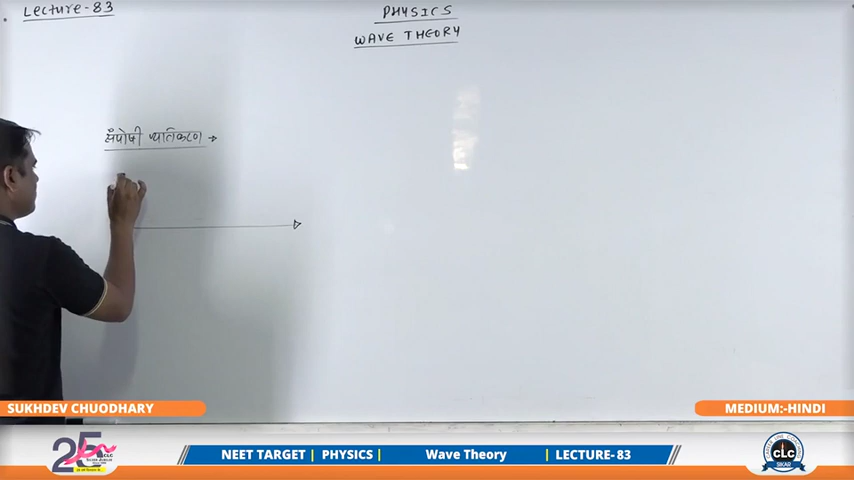 Lecture-83
PHYSICS
WAVE THEORY
संपोषी व्यतिकरण →
SUKHDEV CHUODHARY
MEDIUM:-HINDI
25
NEET TARGET | PHYSICS | Wave Theory | LECTURE-83
CLC
SIKAR